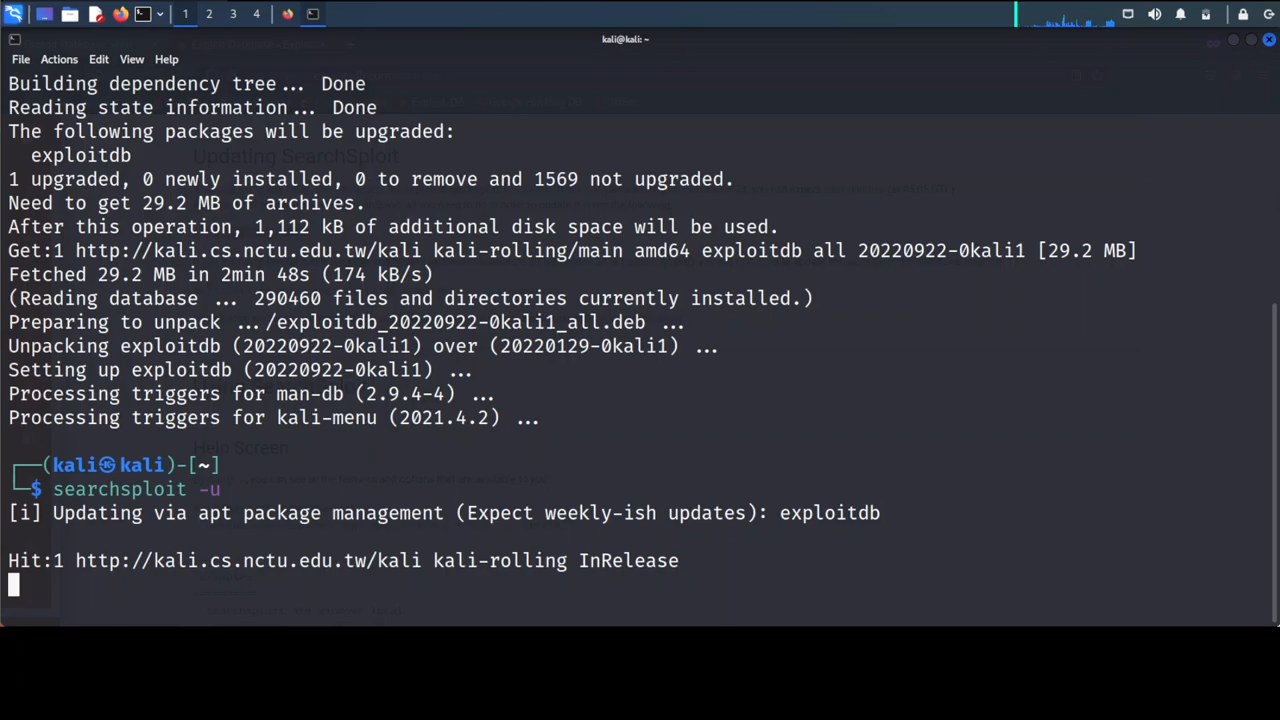 1 2 3 4
kali@kali: ~
File Actions Edit View Help
Building dependency tree... Done
Reading state information... Done
The following packages will be upgraded:
exploitdb
1 upgraded, 0 newly installed, 0 to remove and 1569 not upgraded.
Need to get 29.2 MB of archives.
After this operation, 1,112 kB of additional disk space will be used.
Get:1 http://kali.cs.nctu.edu.tw/kali kali-rolling/main amd64 exploitdb all 20220922-0kali1 [29.2 MB]
Fetched 29.2 MB in 2min 48s (174 kB/s)
(Reading database ... 290460 files and directories currently installed.)
Preparing to unpack .../exploitdb_20220922-0kali1_all.deb ...
Unpacking exploitdb (20220922-0kali1) over (20220129-0kali1) ...
Setting up exploitdb (20220922-0kali1) ...
Processing triggers for man-db (2.9.4-4) ...
Processing triggers for kali-menu (2021.4.2) ...
┌──(kali㉿kali)-[~]
└─$ searchsploit -u
[i] Updating via apt package management (Expect weekly-ish updates): exploitdb
Hit:1 http://kali.cs.nctu.edu.tw/kali kali-rolling InRelease
Updating SearchSploit
Help Screen